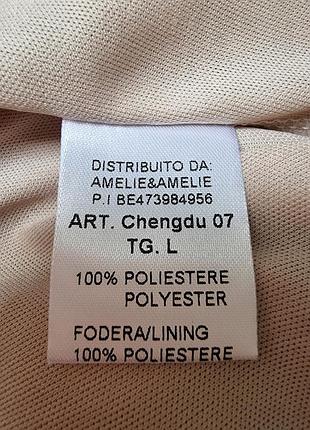 DISTRIBUITO DA:
AMELIE&AMELIE
P.I BE473984956
ART. Chengdu 07
TG. L
100% POLIESTERE
POLYESTER
FODERA/LINING
100% POLIESTERE